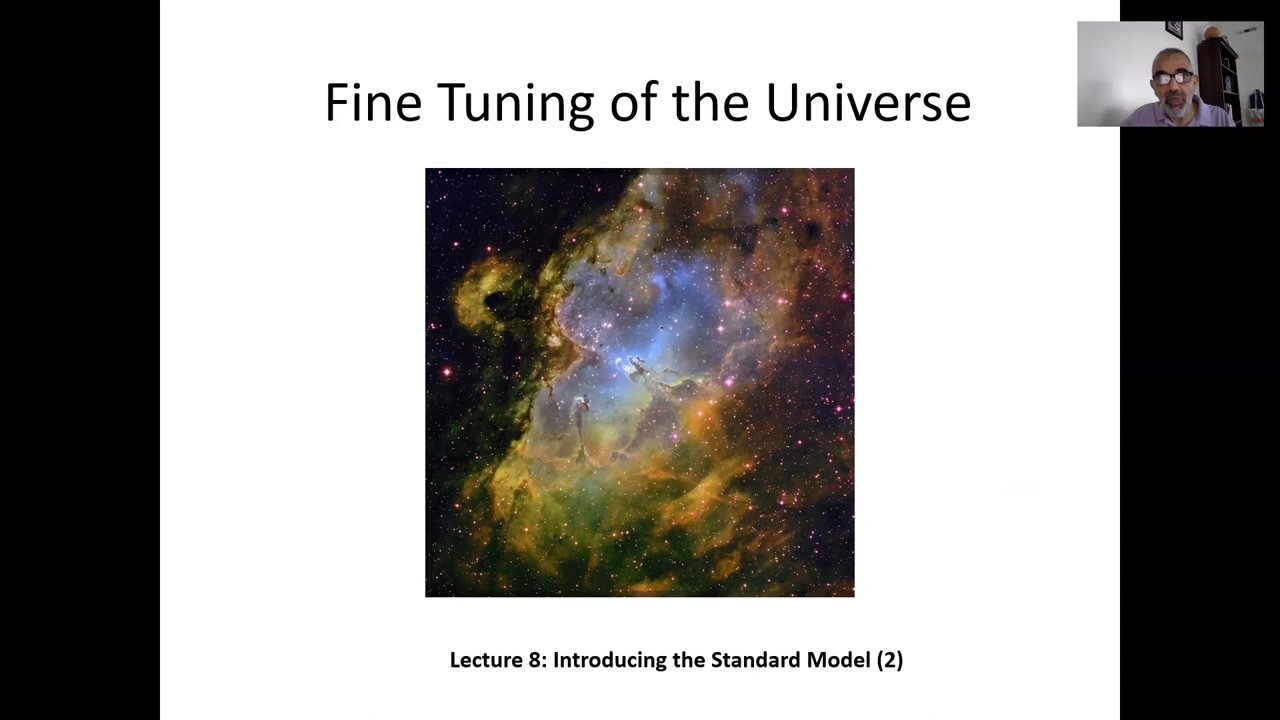 Fine Tuning of the Universe
Lecture 8: Introducing the Standard Model (2)